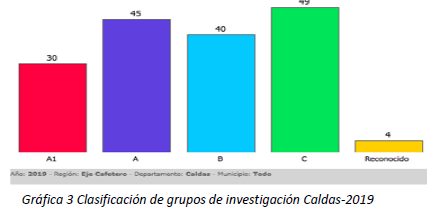 49
45
40
30
4
A1 A B C Reconocido
Año: 2019 - Región: Eje Cafetero - Departamento: Caldas - Municipio: Todo
Gráfica 3 Clasificación de grupos de investigación Caldas-2019